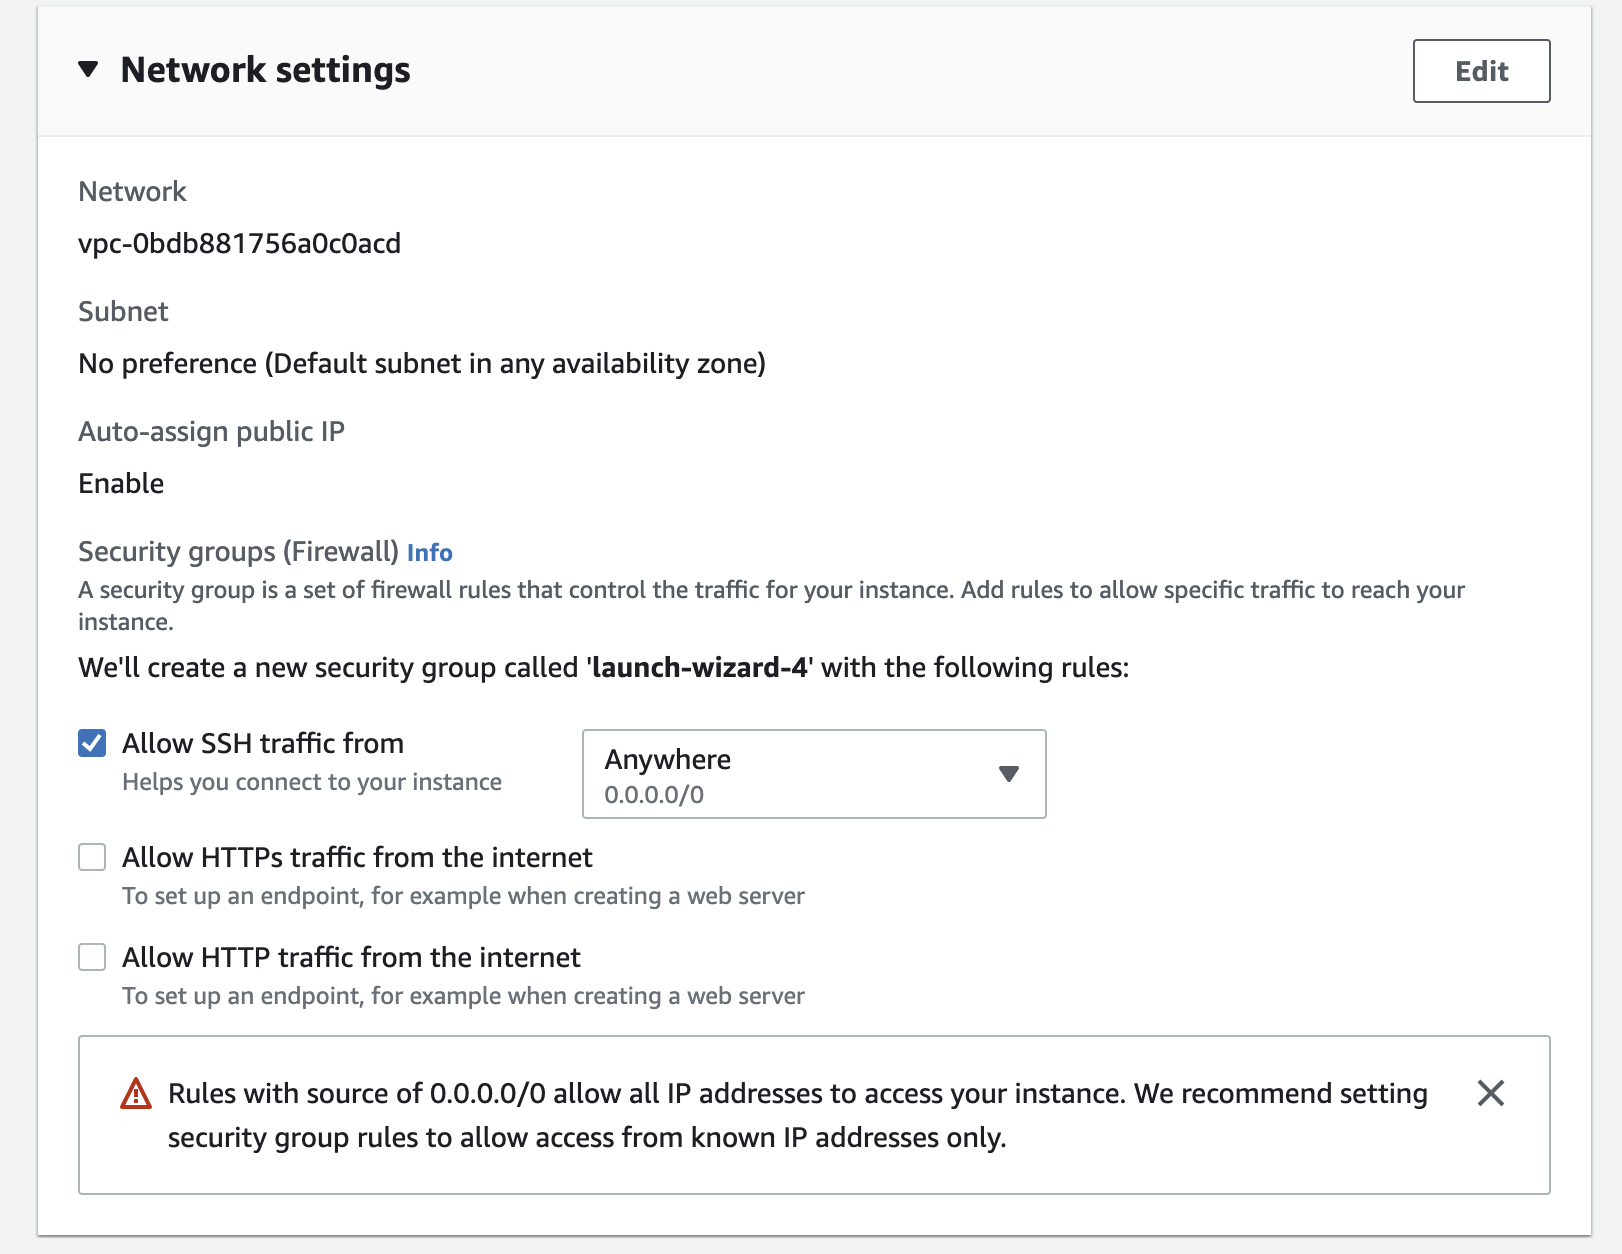 Network settings
Edit
Network
vpc-0bdb881756a0c0acd
Subnet
No preference (Default subnet in any availability zone)
Auto-assign public IP
Enable
Security groups (Firewall) Info
A security group is a set of firewall rules that control the traffic for your instance. Add rules to allow specific traffic to reach your
instance.
We'll create a new security group called 'launch-wizard-4' with the following rules:
Allow SSH traffic from
Helps you connect to your instance
Anywhere
0.0.0.0/0
Allow HTTPs traffic from the internet
To set up an endpoint, for example when creating a web server
Allow HTTP traffic from the internet
To set up an endpoint, for example when creating a web server
Rules with source of 0.0.0.0/0 allow all IP addresses to access your instance. We recommend setting
security group rules to allow access from known IP addresses only.